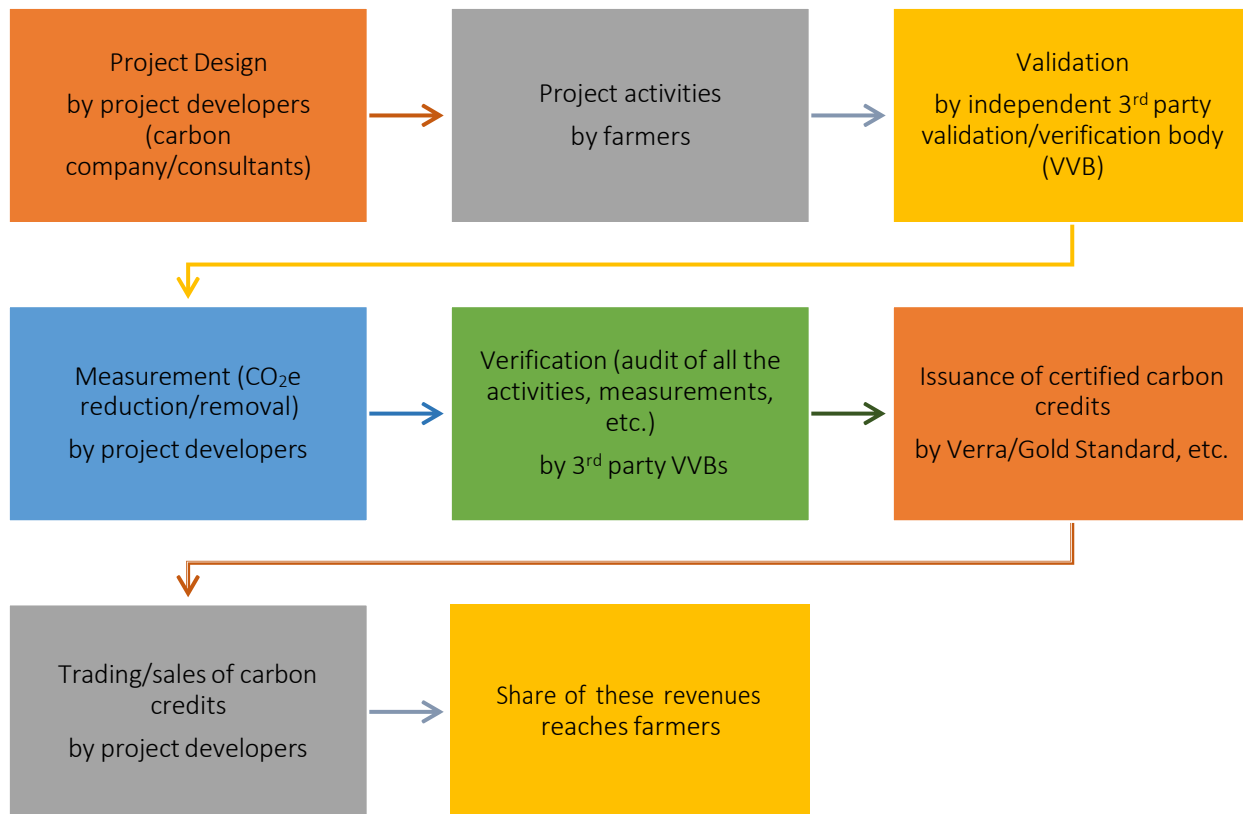 Project Design
by project developers
(carbon
company/consultants)
Project activities
by farmers
Validation
by independent 3rd party
validation/verification body
(VVB)
Measurement (CO₂e
reduction/removal)
by project developers
Verification (audit of all the
activities, measurements,
etc.)
by 3rd party VVBs
Issuance of certified carbon
credits
by Verra/Gold Standard, etc.
Trading/sales of carbon
credits
by project developers
Share of these revenues
reaches farmers